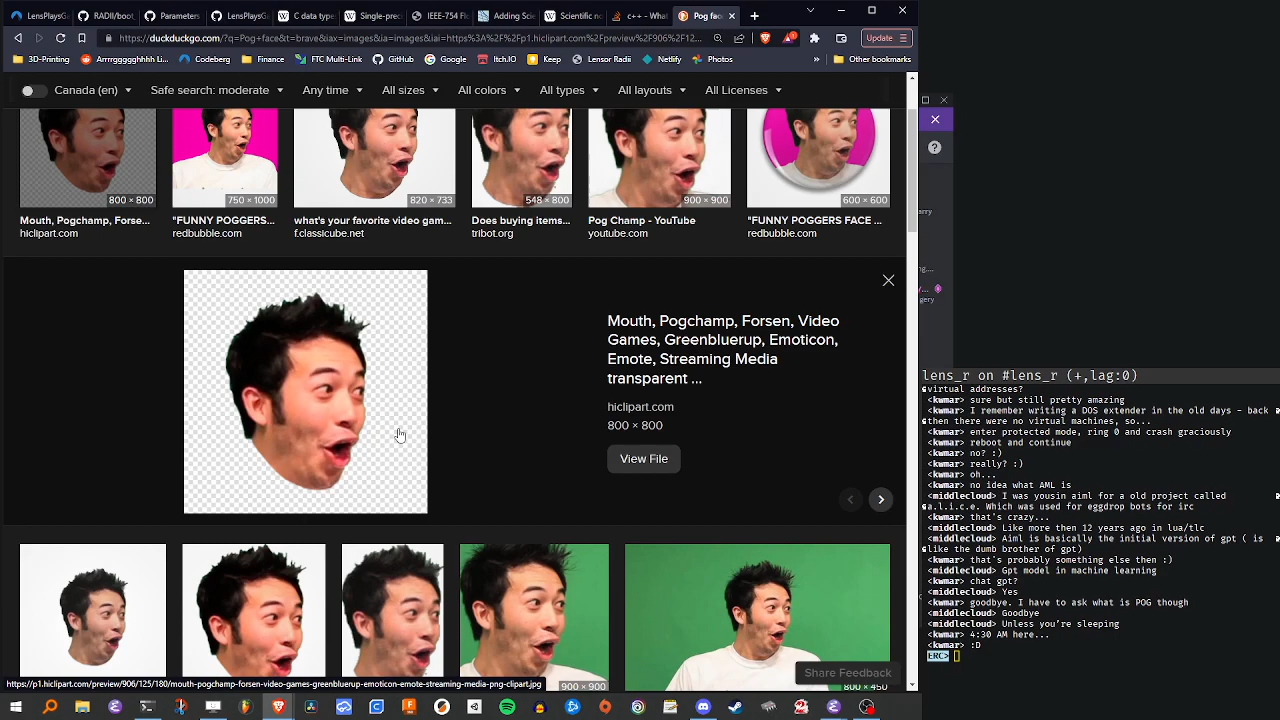 LensPlaysGa
RADII/boot_
Parameters
LensPlaysGa
C data type
Single-prec
IEEE-754 Fl
Adding Scie
Scientific no
c++ - What
Pog face
https://duckduckgo.com/?q=Pog+face&t=brave&iax=images&ia=images&iai=https%3A%2F%2Fp1.hiclipart.com%2Fpreview%2F906%2F12...
Update
3D-Printing
Arrrggggthhhh Li...
Codeberg
Finance
FTC Multi-Link
GitHub
Google
ItchIO
Keep
Lensor Radii
Netlify
Photos
»
Other bookmarks
Canada (en)
Safe search: moderate
Any time
All sizes
All colors
All types
All layouts
All Licenses
800 × 800
750 × 1000
820 × 733
548 × 800
900 × 900
600 × 600
Mouth, Pogchamp, Forse...
"FUNNY POGGERS...
what's your favorite video gam...
Does buying items...
Pog Champ - YouTube
"FUNNY POGGERS FACE ...
hiclipart.com
redbubble.com
f.classicube.net
tribot.org
youtube.com
redbubble.com
Mouth, Pogchamp, Forsen, Video
Games, Greenbluerup, Emoticon,
Emote, Streaming Media
transparent ...
hiclipart.com
800 × 800
View File
900 × 900
800 × 450
Share Feedback
https://p1.hiclipart.com/preview/906/125/180/mouth-pogchamp-forsen-video-games-greenbluerup-emoticon-emote-streaming-media-png-clipart.jpg
arry
ng...
gery
lens_r on #lens_r (+,lag:0)
virtual addresses?
<kwmar> sure but still pretty amazing
<kwmar> I remember writing a DOS extender in the old days - back
then there were no virtual machines, so...
<kwmar> enter protected mode, ring 0 and crash graciously
<kwmar> reboot and continue
<kwmar> no? :)
<kwmar> really? :)
<kwmar> oh...
<kwmar> no idea what AML is
<middlecloud> I was yousin aiml for a old project called
a.l.i.c.e. Which was used for eggdrop bots for irc
<kwmar> that's crazy...
<middlecloud> Like more then 12 years ago in lua/tlc
<middlecloud> Aiml is basically the initial version of gpt ( is
like the dumb brother of gpt)
<kwmar> that's probably something else then :)
<middlecloud> Gpt model in machine learning
<kwmar> chat gpt?
<middlecloud> Yes
<kwmar> goodbye. I have to ask what is POG though
<middlecloud> Goodbye
<middlecloud> Unless you're sleeping
<kwmar> 4:30 AM here...
<kwmar> :D
ERC>